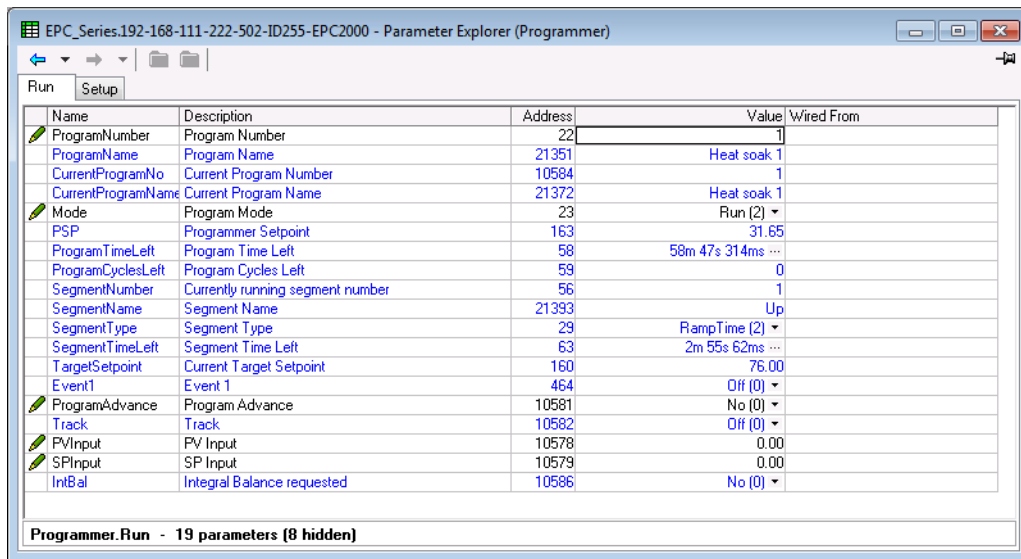 EPC_Series.192-168-111-222-502-ID255-EPC2000 - Parameter Explorer (Programmer)
Run Setup
Name Description Address Value Wired From
ProgramNumber Program Number 22 1
ProgramName Program Name 21351 Heat soak 1
CurrentProgramNo Current Program Number 10584 1
CurrentProgramName Current Program Name 21372 Heat soak 1
Mode Program Mode 23 Run (2)
PSP Programmer Setpoint 163 31.65
ProgramTimeLeft Program Time Left 58 58m 47s 314ms ...
ProgramCyclesLeft Program Cycles Left 59 0
SegmentNumber Currently running segment number 56 1
SegmentName Segment Name 21393 Up
SegmentType Segment Type 29 RampTime (2)
SegmentTimeLeft Segment Time Left 63 2m 55s 62ms ...
TargetSetpoint Current Target Setpoint 160 76.00
Event1 Event 1 464 Off (0)
ProgramAdvance Program Advance 10581 No (0)
Track Track 10582 Off (0)
PVInput PV Input 10578 0.00
SPInput SP Input 10579 0.00
IntBal Integral Balance requested 10586 No (0)
Programmer.Run - 19 parameters (8 hidden)